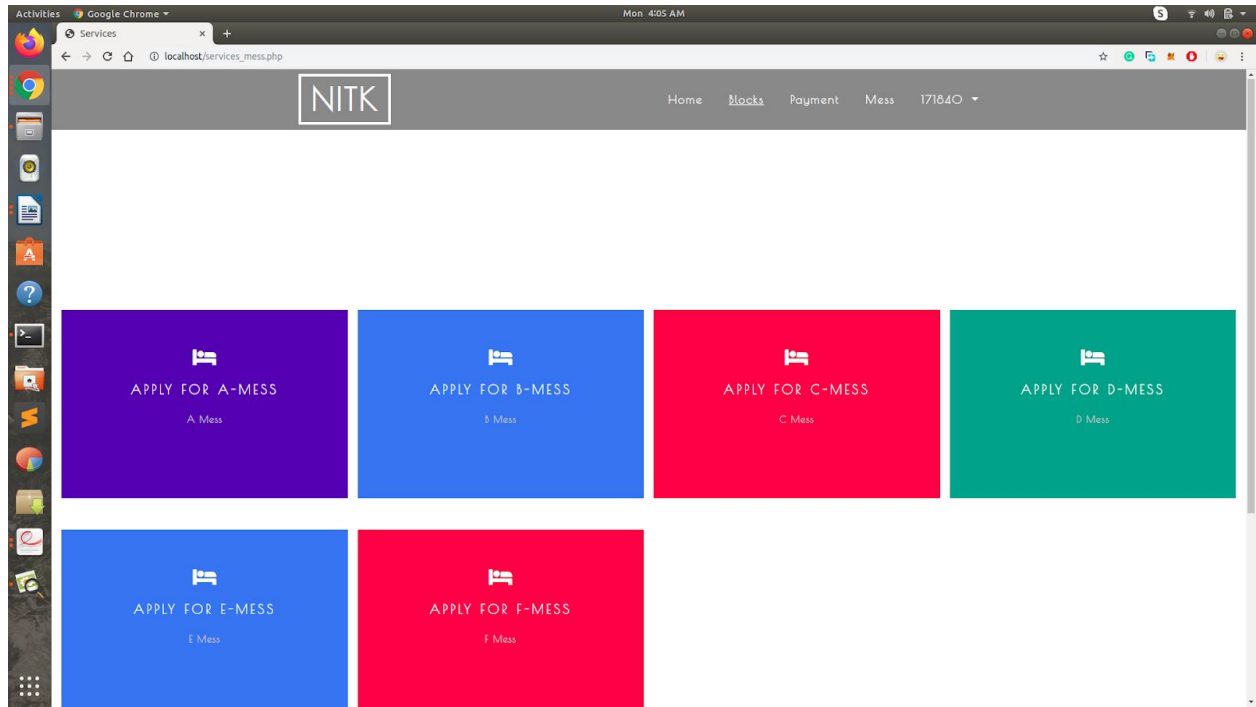 Activities Google Chrome Mon 4:05 AM
Services
localhost/services_mess.php
NITK Home Blocks Payment Mess 171840
APPLY FOR A-MESS
A Mess
APPLY FOR B-MESS
B Mess
APPLY FOR C-MESS
C Mess
APPLY FOR D-MESS
D Mess
APPLY FOR E-MESS
E Mess
APPLY FOR F-MESS
F Mess